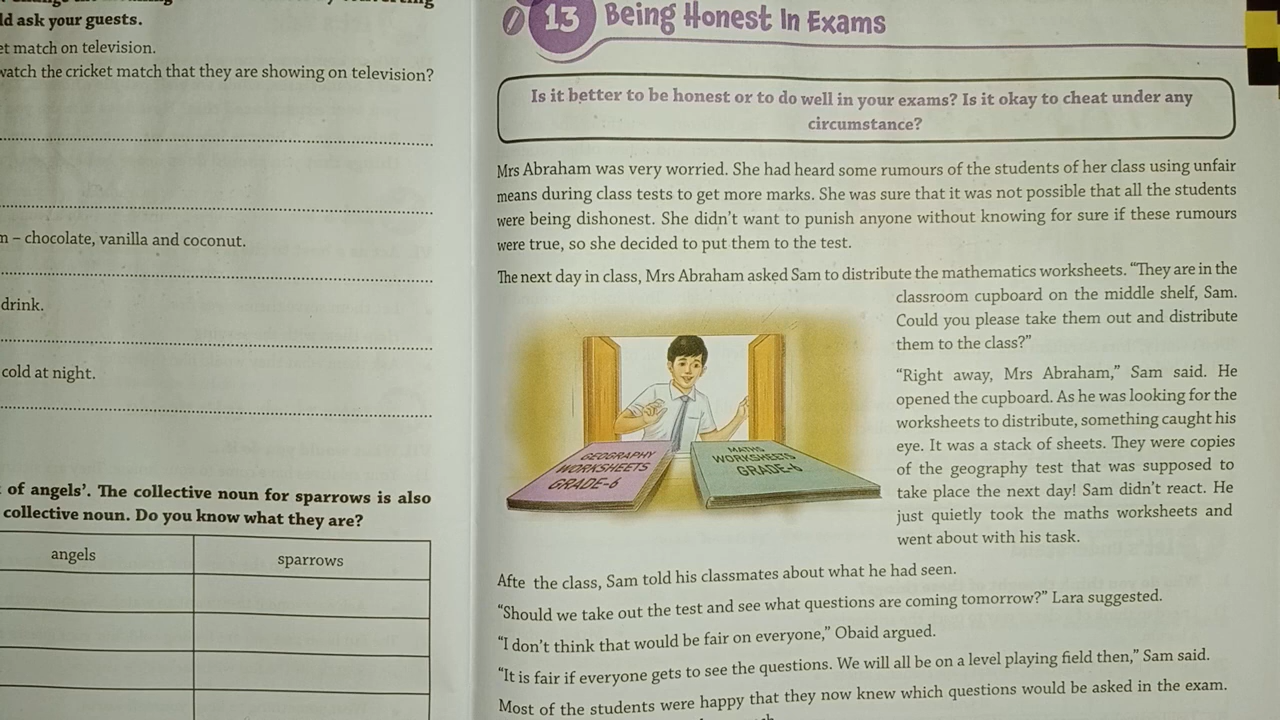 ld ask your guests.
et match on television.
watch the cricket match that they are showing on television?
– chocolate, vanilla and coconut.
drink.
cold at night.
of angels’. The collective noun for sparrows is also
collective noun. Do you know what they are?
angels sparrows
13 Being Honest In Exams
Is it better to be honest or to do well in your exams? Is it okay to cheat under any
circumstance?
Mrs Abraham was very worried. She had heard some rumours of the students of her class using unfair
means during class tests to get more marks. She was sure that it was not possible that all the students
were being dishonest. She didn’t want to punish anyone without knowing for sure if these rumours
were true, so she decided to put them to the test.
The next day in class, Mrs Abraham asked Sam to distribute the mathematics worksheets. “They are in the
classroom cupboard on the middle shelf, Sam.
Could you please take them out and distribute
them to the class?”
“Right away, Mrs Abraham,” Sam said. He
opened the cupboard. As he was looking for the
worksheets to distribute, something caught his
eye. It was a stack of sheets. They were copies
of the geography test that was supposed to
take place the next day! Sam didn’t react. He
just quietly took the maths worksheets and
went about with his task.
GEOGRAPHY
WORKSHEETS
GRADE-6
MATHS
WORKSHEETS
GRADE-6
Afte the class, Sam told his classmates about what he had seen.
“Should we take out the test and see what questions are coming tomorrow?” Lara suggested.
“I don’t think that would be fair on everyone,” Obaid argued.
“It is fair if everyone gets to see the questions. We will all be on a level playing field then,” Sam said.
Most of the students were happy that they now knew which questions would be asked in the exam.